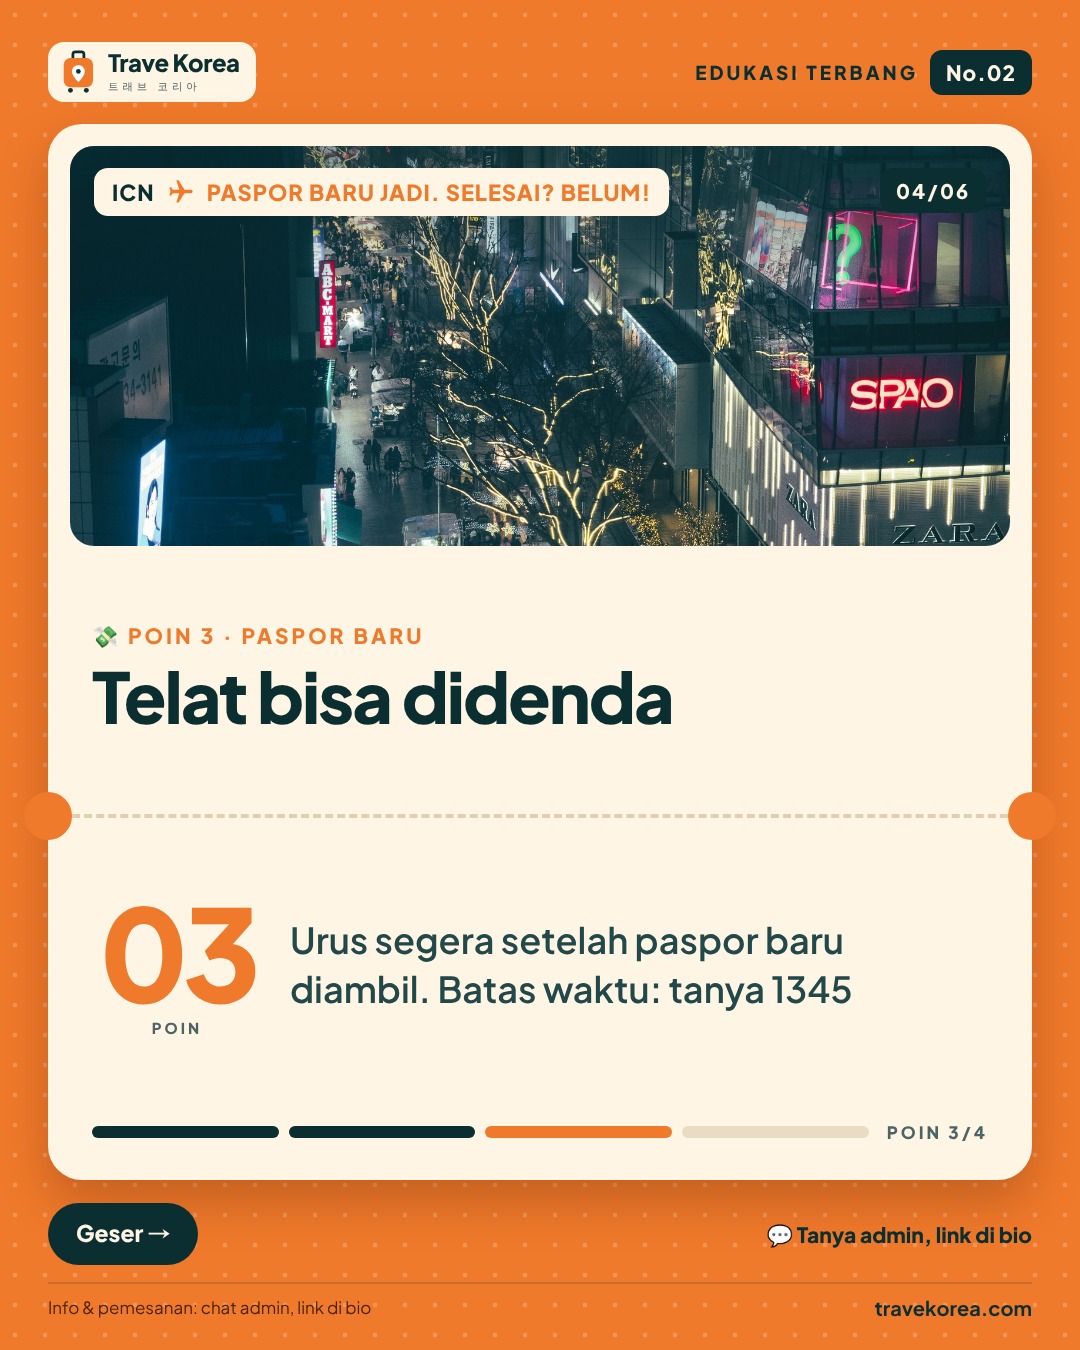 Trave Korea
트래브 코리아
EDUKASI TERBANG
No.02
ICN ✈ PASPOR BARU JADI. SELESAI? BELUM!
04/06
ABC-MART
?
SPAO
ZARA
ZARA
💸 POIN 3 · PASPOR BARU
Telat bisa didenda
03
POIN
Urus segera setelah paspor baru
diambil. Batas waktu: tanya 1345
POIN 3/4
Geser →
💬 Tanya admin, link di bio
Info & pemesanan: chat admin, link di bio
travekorea.com